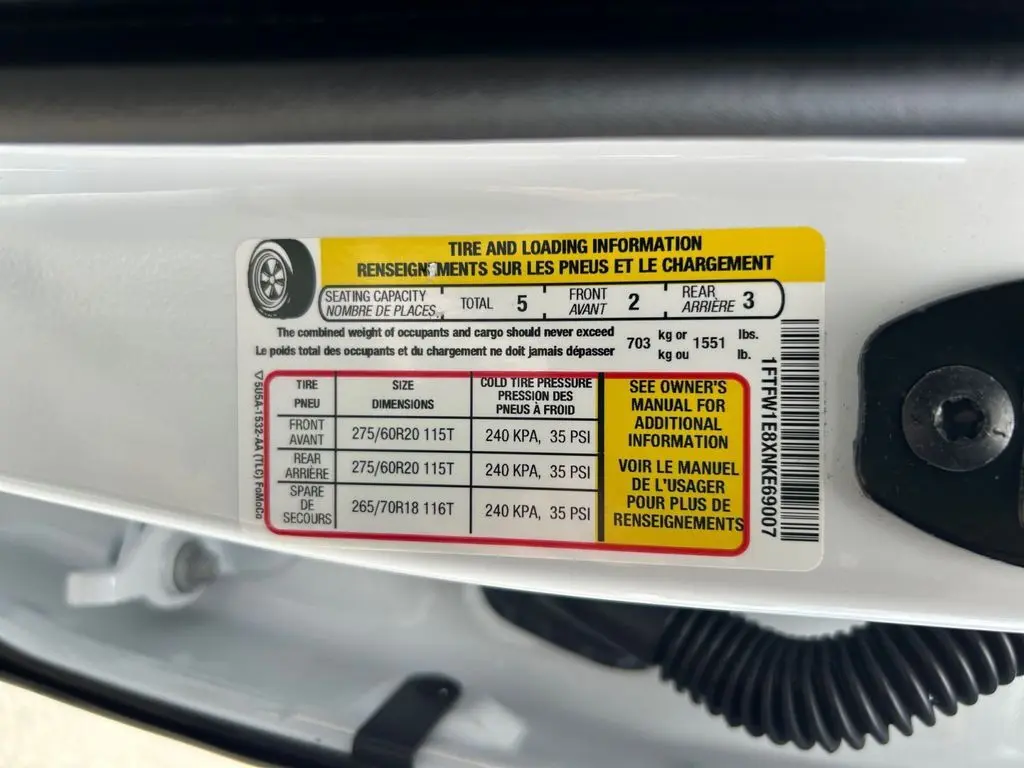 TIRE AND LOADING INFORMATION
RENSEIGNEMENTS SUR LES PNEUS ET LE CHARGEMENT
SEATING CAPACITY TOTAL 5 FRONT 2 REAR 3
NOMBRE DE PLACES AVANT ARRIÈRE
The combined weight of occupants and cargo should never exceed 703 kg or 1551 lbs.
Le poids total des occupants et du chargement ne doit jamais dépasser kg ou lb.
TIRE SIZE COLD TIRE PRESSURE
PNEU DIMENSIONS PRESSION DES
PNEUS À FROID
FRONT
AVANT 275/60R20 115T 240 KPA, 35 PSI
REAR
ARRIÈRE 275/60R20 115T 240 KPA, 35 PSI
SPARE
DE
SECOURS 265/70R18 116T 240 KPA, 35 PSI
SEE OWNER'S
MANUAL FOR
ADDITIONAL
INFORMATION
VOIR LE MANUEL
DE L'USAGER
POUR PLUS DE
RENSEIGNEMENTS
5U5A-1532-AA (TLC) FoMoCo
1FTFW1E8XNKE69007